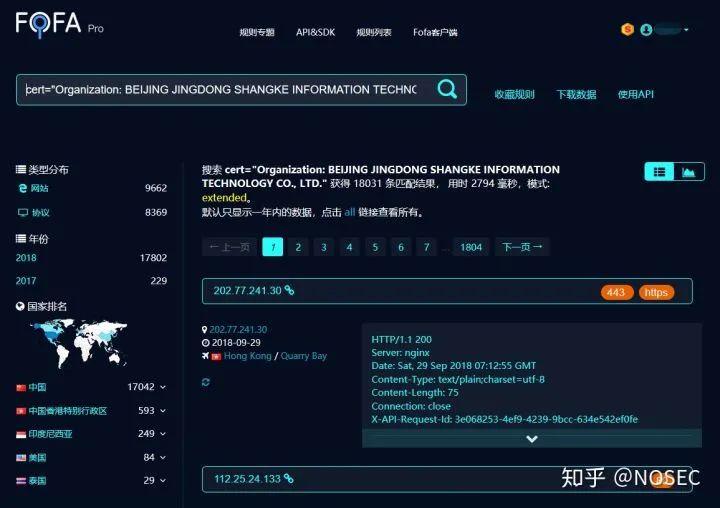 FOFA Pro
规则专题 API&SDK 规则列表 Fofa客户端
cert="Organization: BEIJING JINGDONG SHANGKE INFORMATION TECHNO
收藏规则 下载数据 使用API
类型分布
网站 9662
协议 8369
年份
2018 17802
2017 229
国家排名
中国 17042
中国香港特别行政区 593
印度尼西亚 249
美国 84
泰国 29
搜索 cert="Organization: BEIJING JINGDONG SHANGKE INFORMATION
TECHNOLOGY CO., LTD." 获得 18031 条匹配结果， 用时 2794 毫秒，模式:
extended。
默认只显示一年内的数据，点击 all 链接查看所有。
← 上一页 1 2 3 4 5 6 7 ... 1804 下一页 →
202.77.241.30 443 https
202.77.241.30
2018-09-29
Hong Kong / Quarry Bay
HTTP/1.1 200
Server: nginx
Date: Sat, 29 Sep 2018 07:12:55 GMT
Content-Type: text/plain;charset=utf-8
Content-Length: 75
Connection: close
X-API-Request-Id: 3e068253-4ef9-4239-9bcc-634e542ef0fe
112.25.24.133
知乎 @NOSEC